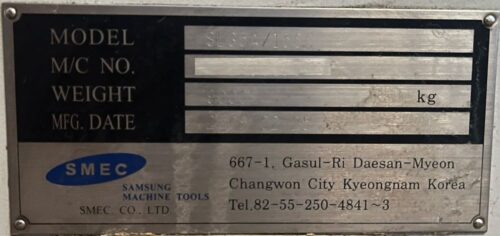 MODEL
M/C NO.
WEIGHT kg
MFG. DATE
SMEC
SAMSUNG
MACHINE TOOLS
SMEC. CO., LTD.
667-1, Gasul-Ri Daesan-Myeon
Changwon City Kyeongnam Korea
Tel.82-55-250-4841~3